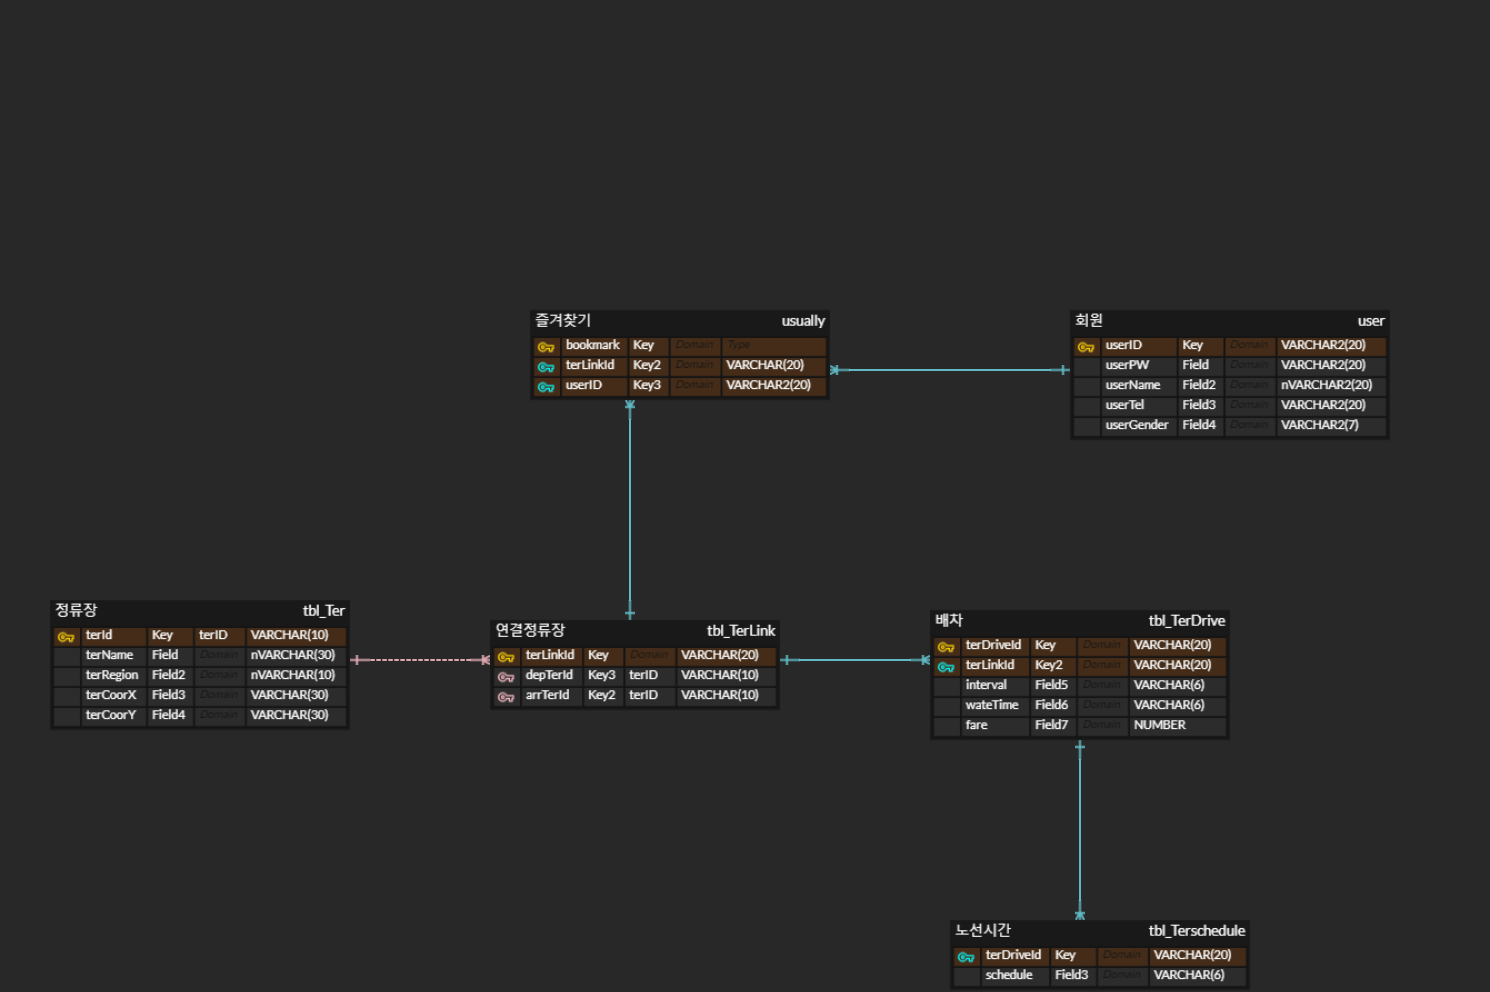 즐겨찾기 usually
bookmark Key Domain Type
terLinkId Key2 Domain VARCHAR(20)
userID Key3 Domain VARCHAR2(20)
회원 user
userID Key Domain VARCHAR2(20)
userPW Field Domain VARCHAR2(20)
userName Field2 Domain nVARCHAR2(20)
userTel Field3 Domain VARCHAR2(20)
userGender Field4 Domain VARCHAR2(7)
정류장 tbl_Ter
terId Key terID VARCHAR(10)
terName Field Domain nVARCHAR(30)
terRegion Field2 Domain nVARCHAR(10)
terCoorX Field3 Domain VARCHAR(30)
terCoorY Field4 Domain VARCHAR(30)
연결정류장 tbl_TerLink
terLinkId Key Domain VARCHAR(20)
depTerId Key3 terID VARCHAR(10)
arrTerId Key2 terID VARCHAR(10)
배차 tbl_TerDrive
terDriveId Key Domain VARCHAR(20)
terLinkId Key2 Domain VARCHAR(20)
interval Field5 Domain VARCHAR(6)
wateTime Field6 Domain VARCHAR(6)
fare Field7 Domain NUMBER
노선시간 tbl_Terschedule
terDriveId Key Domain VARCHAR(20)
schedule Field3 Domain VARCHAR(6)